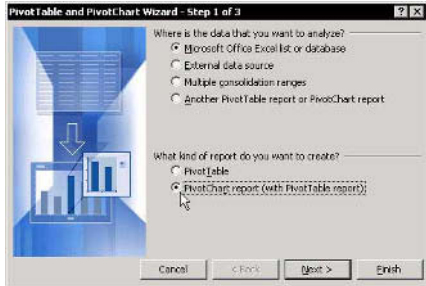 PivotTable and PivotChart Wizard - Step 1 of 3
Where is the data that you want to analyze?
Microsoft Office Excel list or database
External data source
Multiple consolidation ranges
Another PivotTable report or PivotChart report
What kind of report do you want to create?
PivotTable
PivotChart report (with PivotTable report)
Cancel < Back Next > Finish